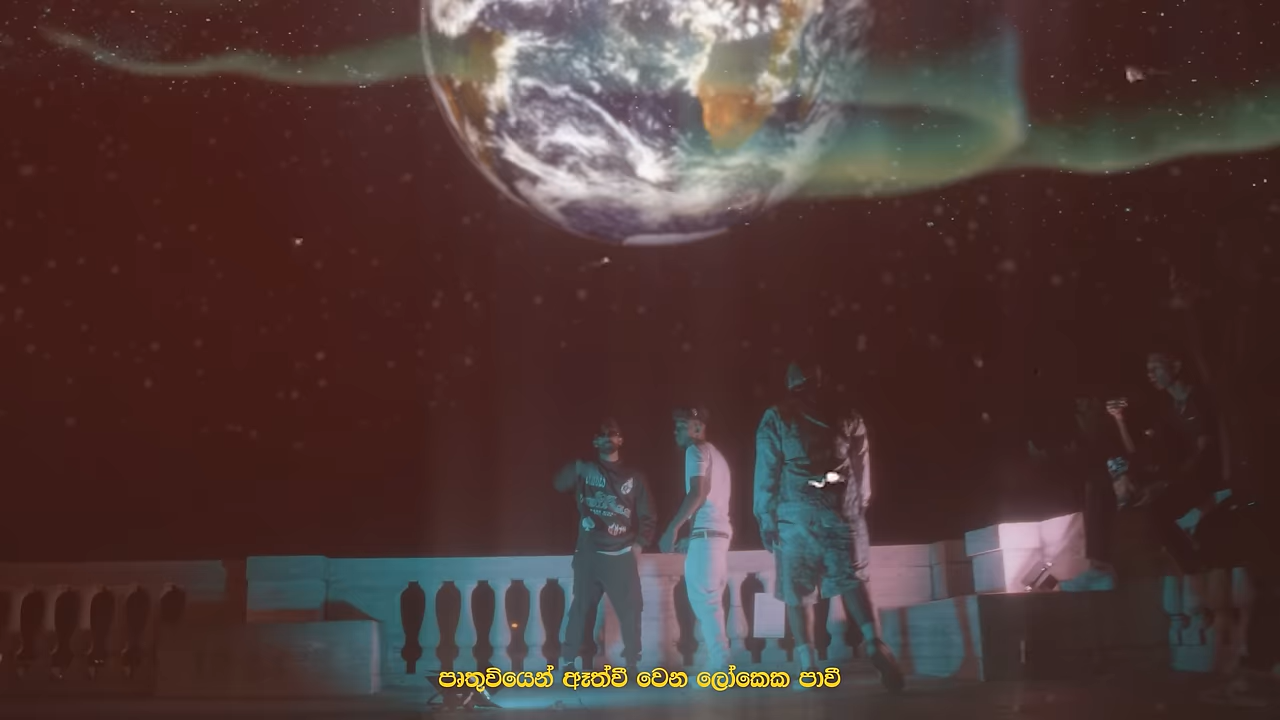 පෘතුවියෙන් ඈත්වී වෙන ලෝකෙක පාවී